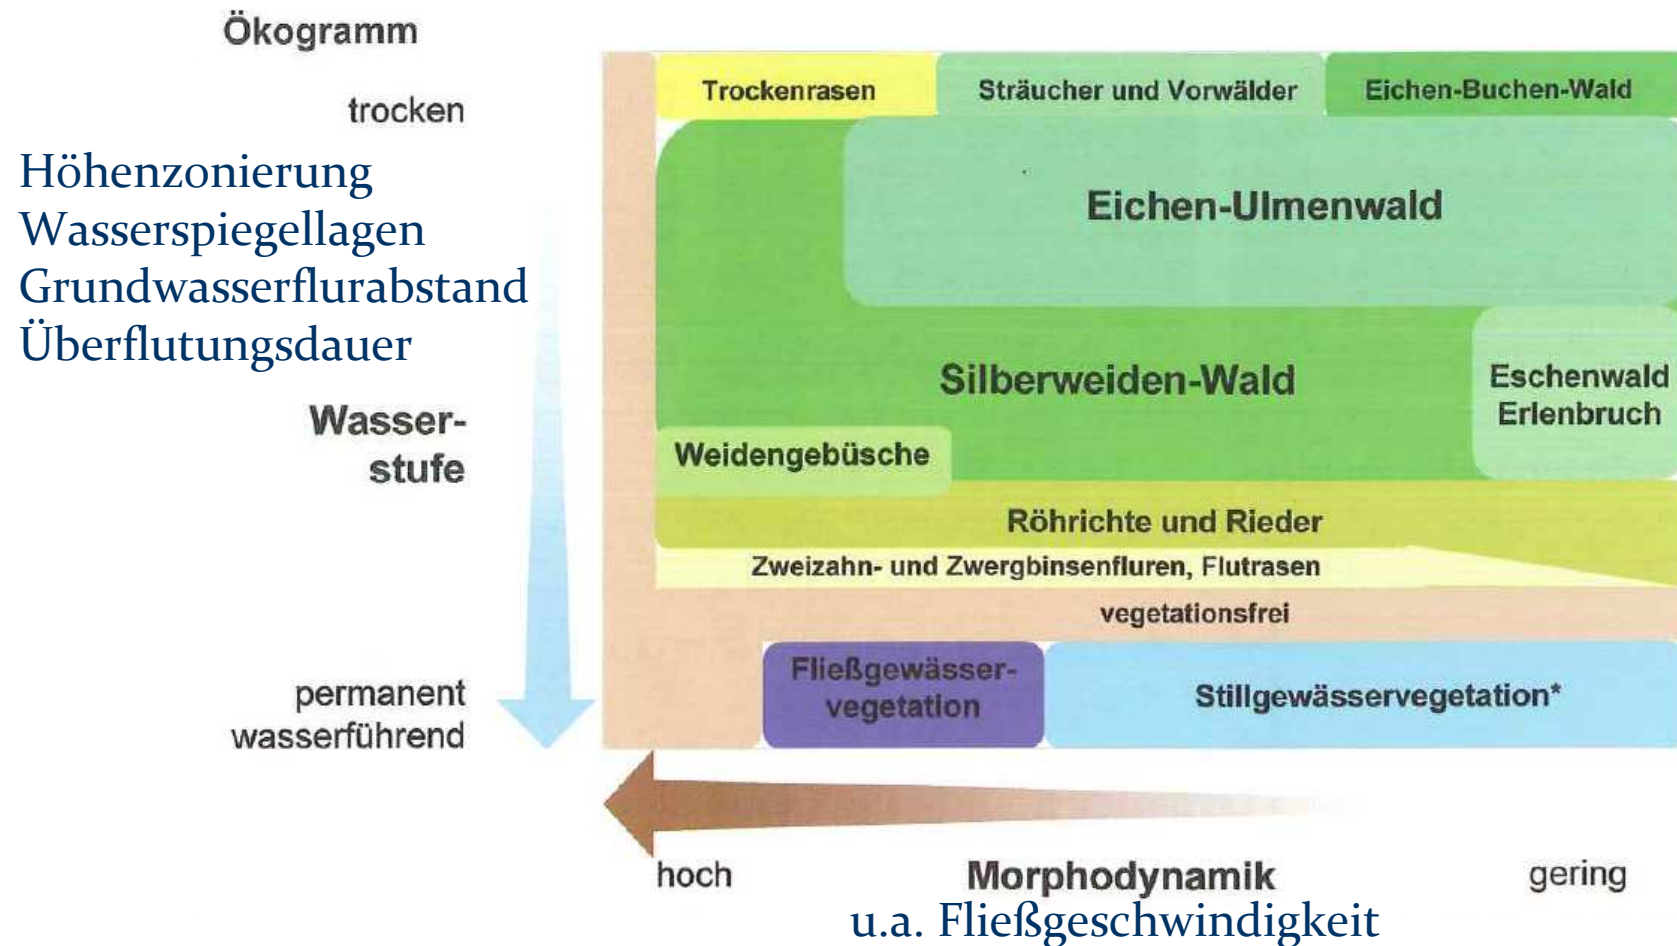 Ökogramm
trocken
Höhenzonierung
Wasserspiegellagen
Grundwasserflurabstand
Überflutungsdauer
Wasser-
stufe
permanent
wasserführend
Trockenrasen
Sträucher und Vorwälder
Eichen-Buchen-Wald
Eichen-Ulmenwald
Silberweiden-Wald
Eschenwald
Erlenbruch
Weidengebüsche
Röhrichte und Rieder
Zweizahn- und Zwergbinsenfluren, Flutrasen
vegetationsfrei
Fließgewässer-
vegetation
Stillgewässervegetation*
hoch
Morphodynamik
gering
u.a. Fließgeschwindigkeit